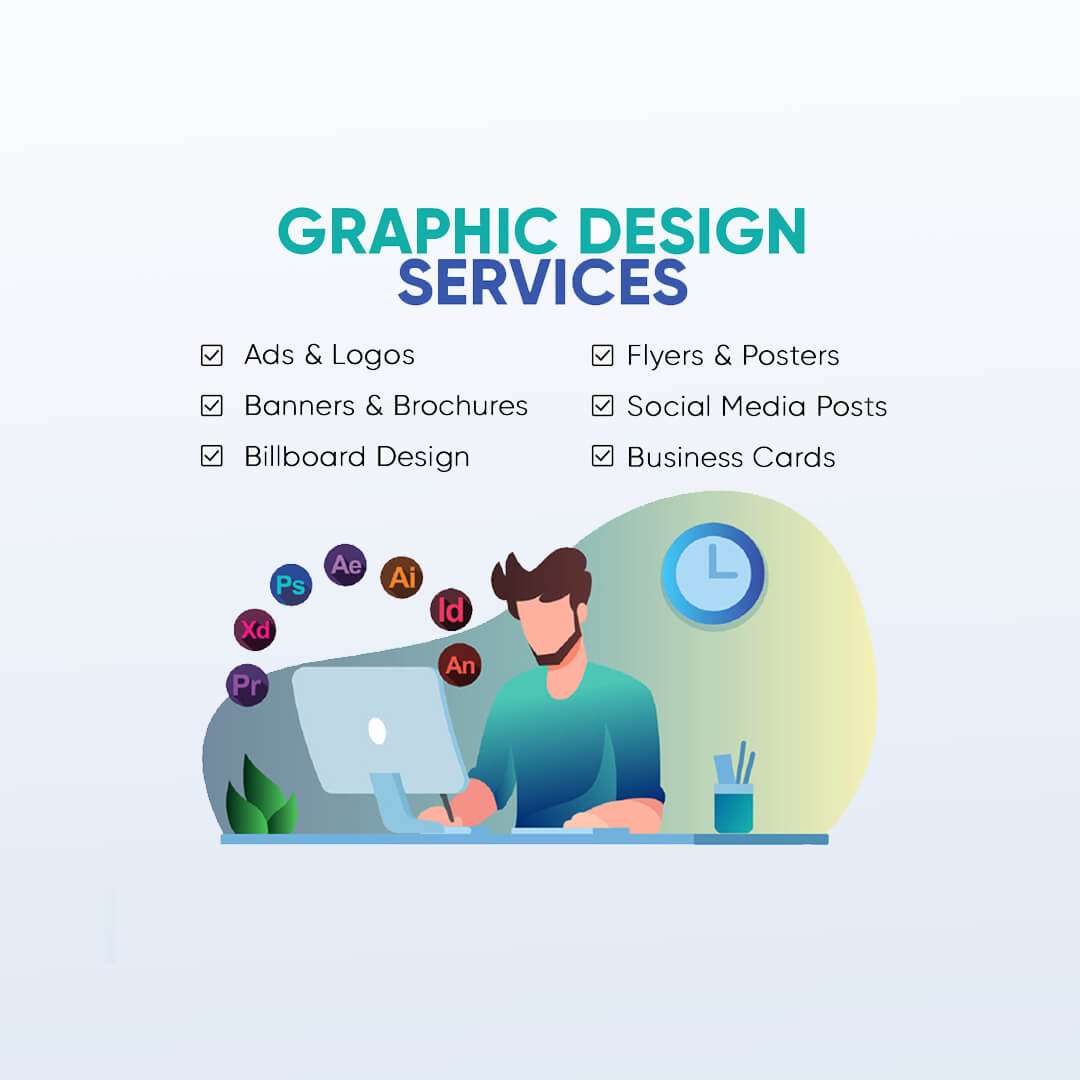 GRAPHIC DESIGN
SERVICES
Ads & Logos
Banners & Brochures
Billboard Design
Flyers & Posters
Social Media Posts
Business Cards
Pr
Xd
Ps
Ae
Ai
Id
An